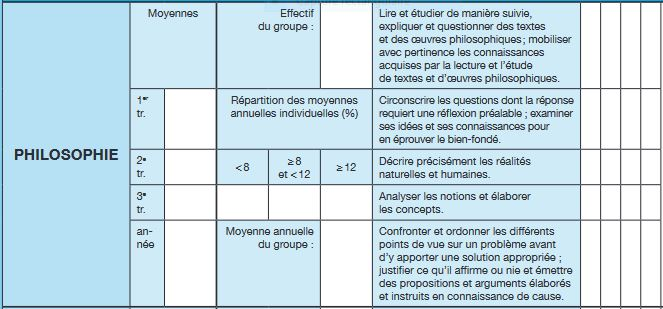 PHILOSOPHIE
Moyennes
Effectif
du groupe :
Lire et étudier de manière suivie,
expliquer et questionner des textes
et des œuvres philosophiques ; mobiliser
avec pertinence les connaissances
acquises par la lecture et l'étude
de textes et d'œuvres philosophiques.
1er
tr.
Répartition des moyennes
annuelles individuelles (%)
Circonscrire les questions dont la réponse
requiert une réflexion préalable ; examiner
ses idées et ses connaissances pour
en éprouver le bien-fondé.
2e
tr.
< 8
≥ 8
et < 12
≥ 12
Décrire précisément les réalités
naturelles et humaines.
3e
tr.
Analyser les notions et élaborer
les concepts.
an-
née
Moyenne annuelle
du groupe :
Confronter et ordonner les différents
points de vue sur un problème avant
d'y apporter une solution appropriée ;
justifier ce qu'il affirme ou nie et émettre
des propositions et arguments élaborés
et instruits en connaissance de cause.